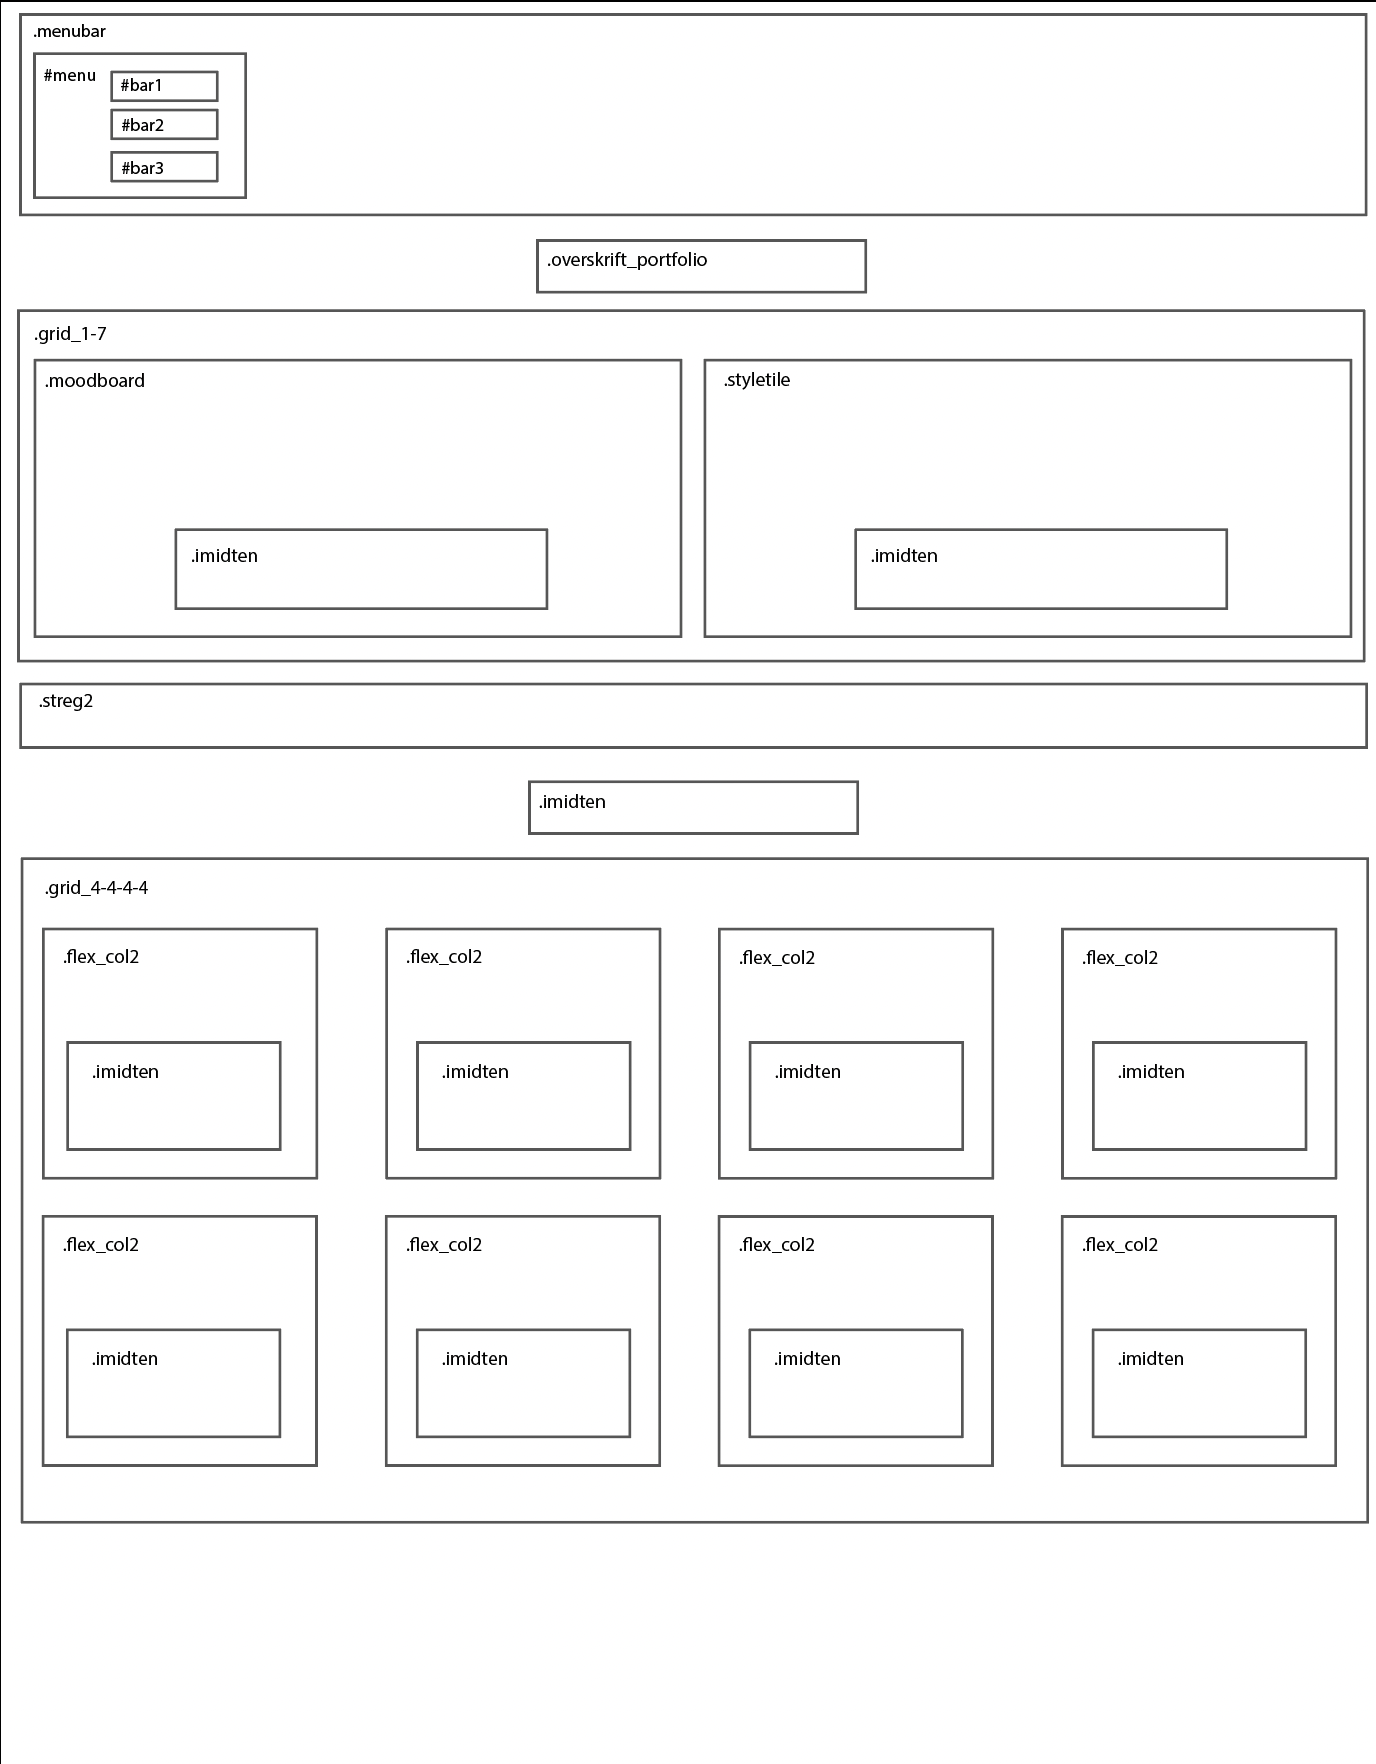 .menubar
#menu
#bar1
#bar2
#bar3
.overskrift_portfolio
.grid_1-7
.moodboard
.styletile
.imidten
.imidten
.streg2
.imidten
.grid_4-4-4-4
.flex_col2
.flex_col2
.flex_col2
.flex_col2
.imidten
.imidten
.imidten
.imidten
.flex_col2
.flex_col2
.flex_col2
.flex_col2
.imidten
.imidten
.imidten
.imidten